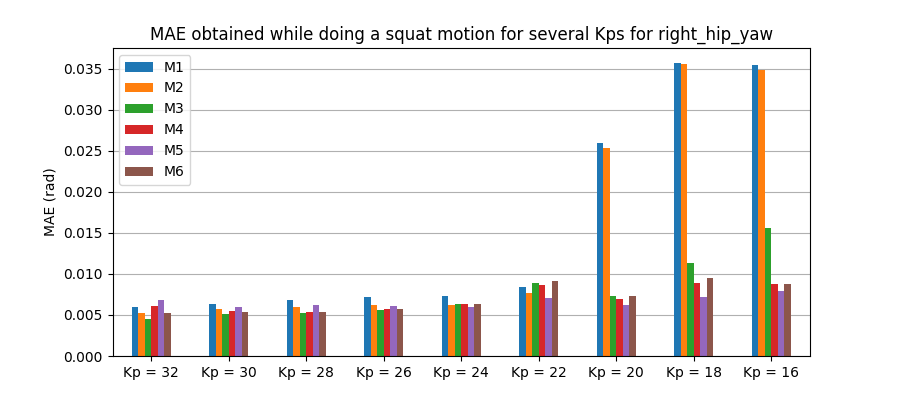 MAE obtained while doing a squat motion for several Kps for right_hip_yaw
M1
M2
M3
M4
M5
M6
MAE (rad)
0.035
0.030
0.025
0.020
0.015
0.010
0.005
0.000
Kp = 32 Kp = 30 Kp = 28 Kp = 26 Kp = 24 Kp = 22 Kp = 20 Kp = 18 Kp = 16